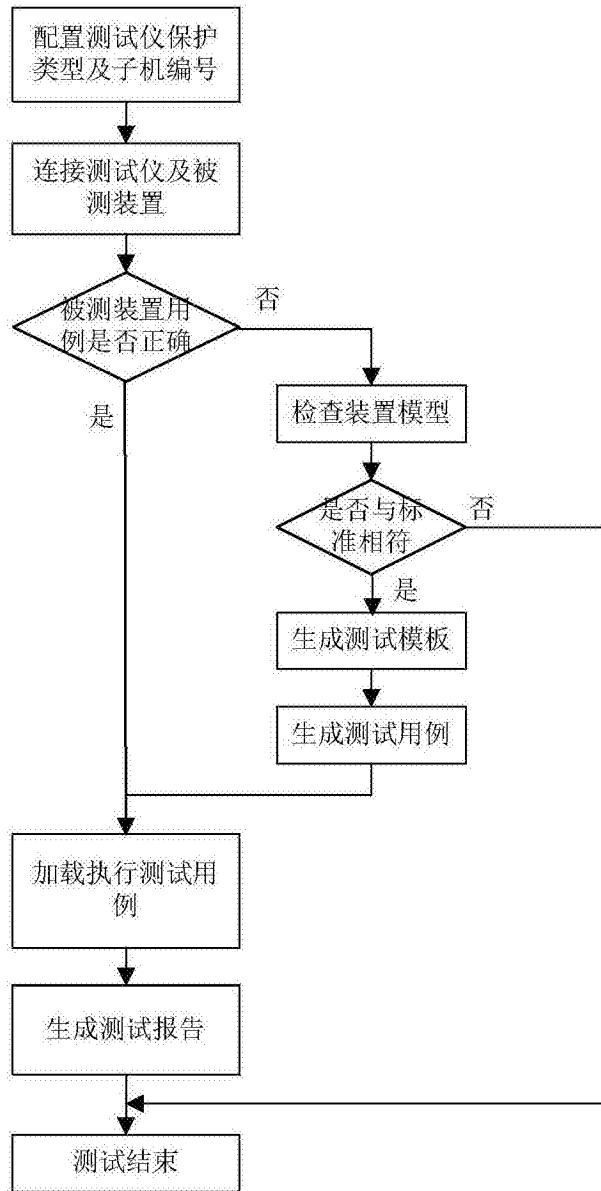 配置测试仪保护
类型及子机编号
连接测试仪及被
测装置
被测装置用
例是否正确
否
是
检查装置模型
是否与标
准相符
否
是
生成测试模板
生成测试用例
加载执行测试用
例
生成测试报告
测试结束